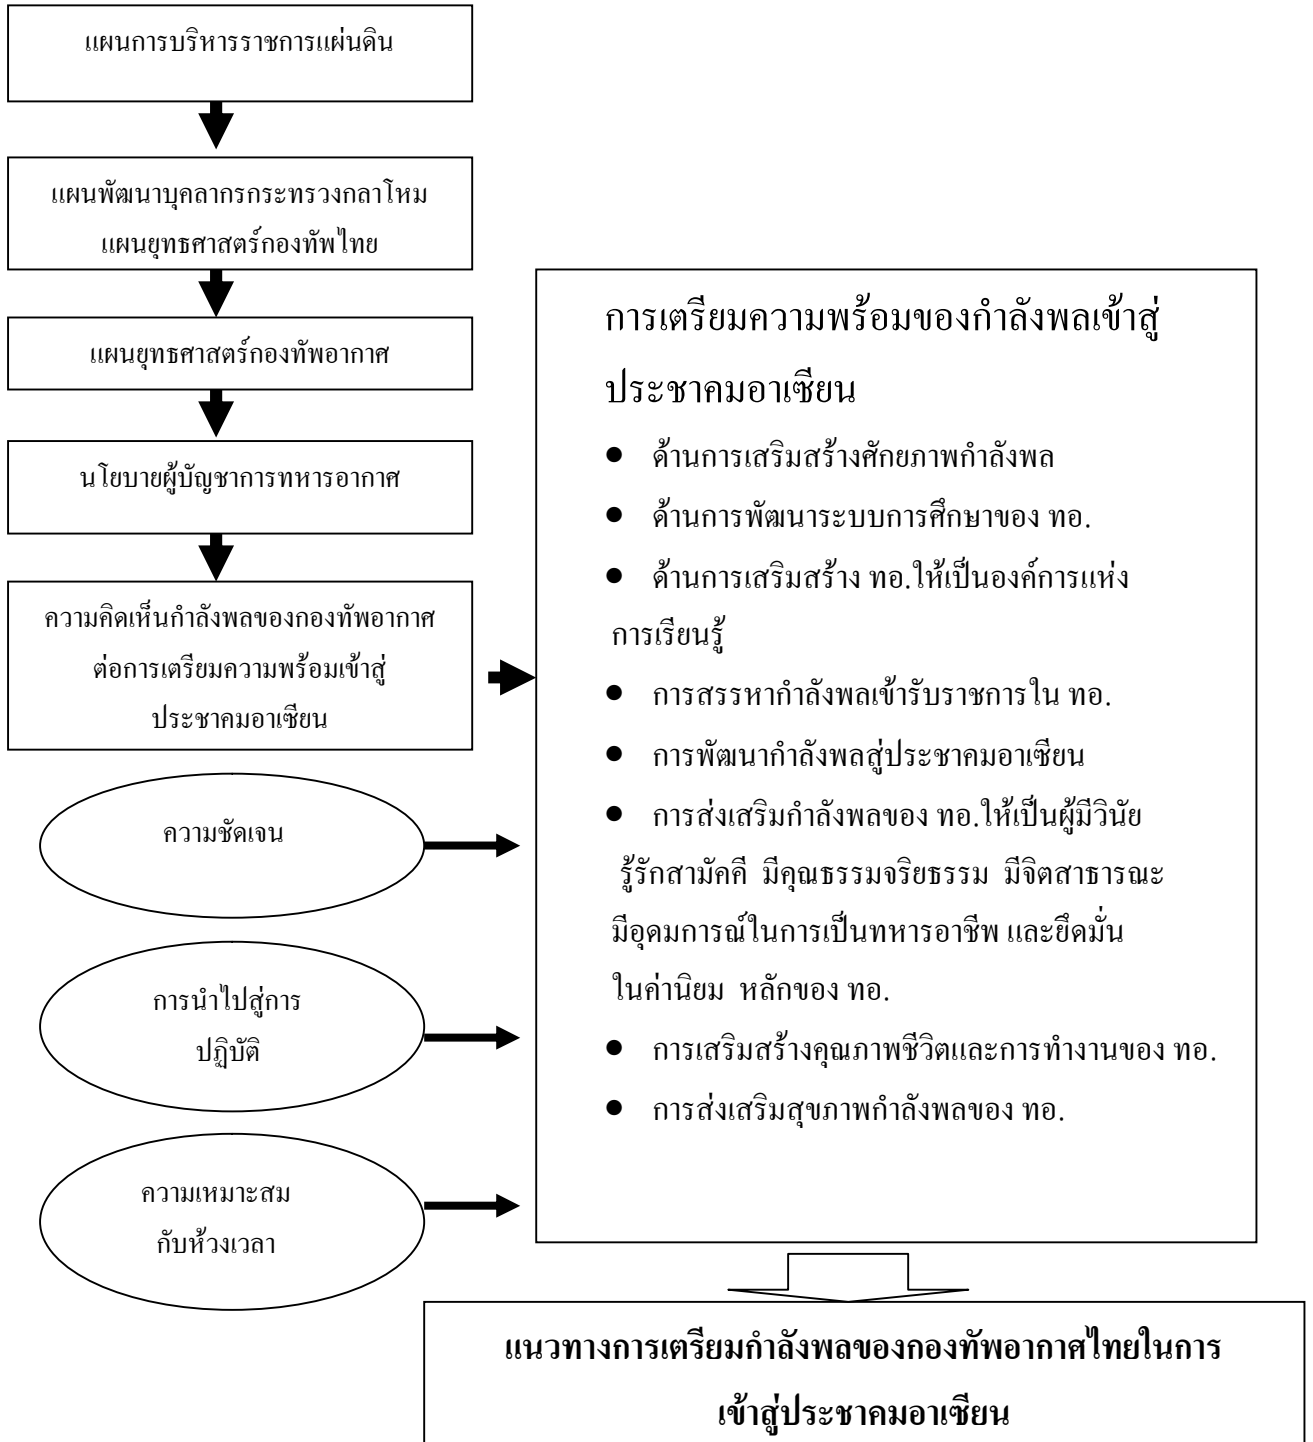 แผนการบริหารราชการแผ่นดิน
แผนพัฒนาบุคลากรกระทรวงกลาโหม
แผนยุทธศาสตร์กองทัพไทย
แผนยุทธศาสตร์กองทัพอากาศ
นโยบายผู้บัญชาการทหารอากาศ
ความคิดเห็นกำลังพลของกองทัพอากาศ
ต่อการเตรียมความพร้อมเข้าสู่
ประชาคมอาเซียน
ความชัดเจน
การนำไปสู่การ
ปฏิบัติ
ความเหมาะสม
กับห้วงเวลา
การเตรียมความพร้อมของกำลังพลเข้าสู่
ประชาคมอาเซียน
● ด้านการเสริมสร้างศักยภาพกำลังพล
● ด้านการพัฒนาระบบการศึกษาของ ทอ.
● ด้านการเสริมสร้าง ทอ.ให้เป็นองค์การแห่ง
การเรียนรู้
● การสรรหากำลังพลเข้ารับราชการใน ทอ.
● การพัฒนากำลังพลสู่ประชาคมอาเซียน
● การส่งเสริมกำลังพลของ ทอ.ให้เป็นผู้มีวินัย
รู้รักสามัคคี มีคุณธรรมจริยธรรม มีจิตสาธารณะ
มีอุดมการณ์ในการเป็นทหารอาชีพ และยึดมั่น
ในค่านิยม หลักของ ทอ.
● การเสริมสร้างคุณภาพชีวิตและการทำงานของ ทอ.
● การส่งเสริมสุขภาพกำลังพลของ ทอ.
แนวทางการเตรียมกำลังพลของกองทัพอากาศไทยในการ
เข้าสู่ประชาคมอาเซียน